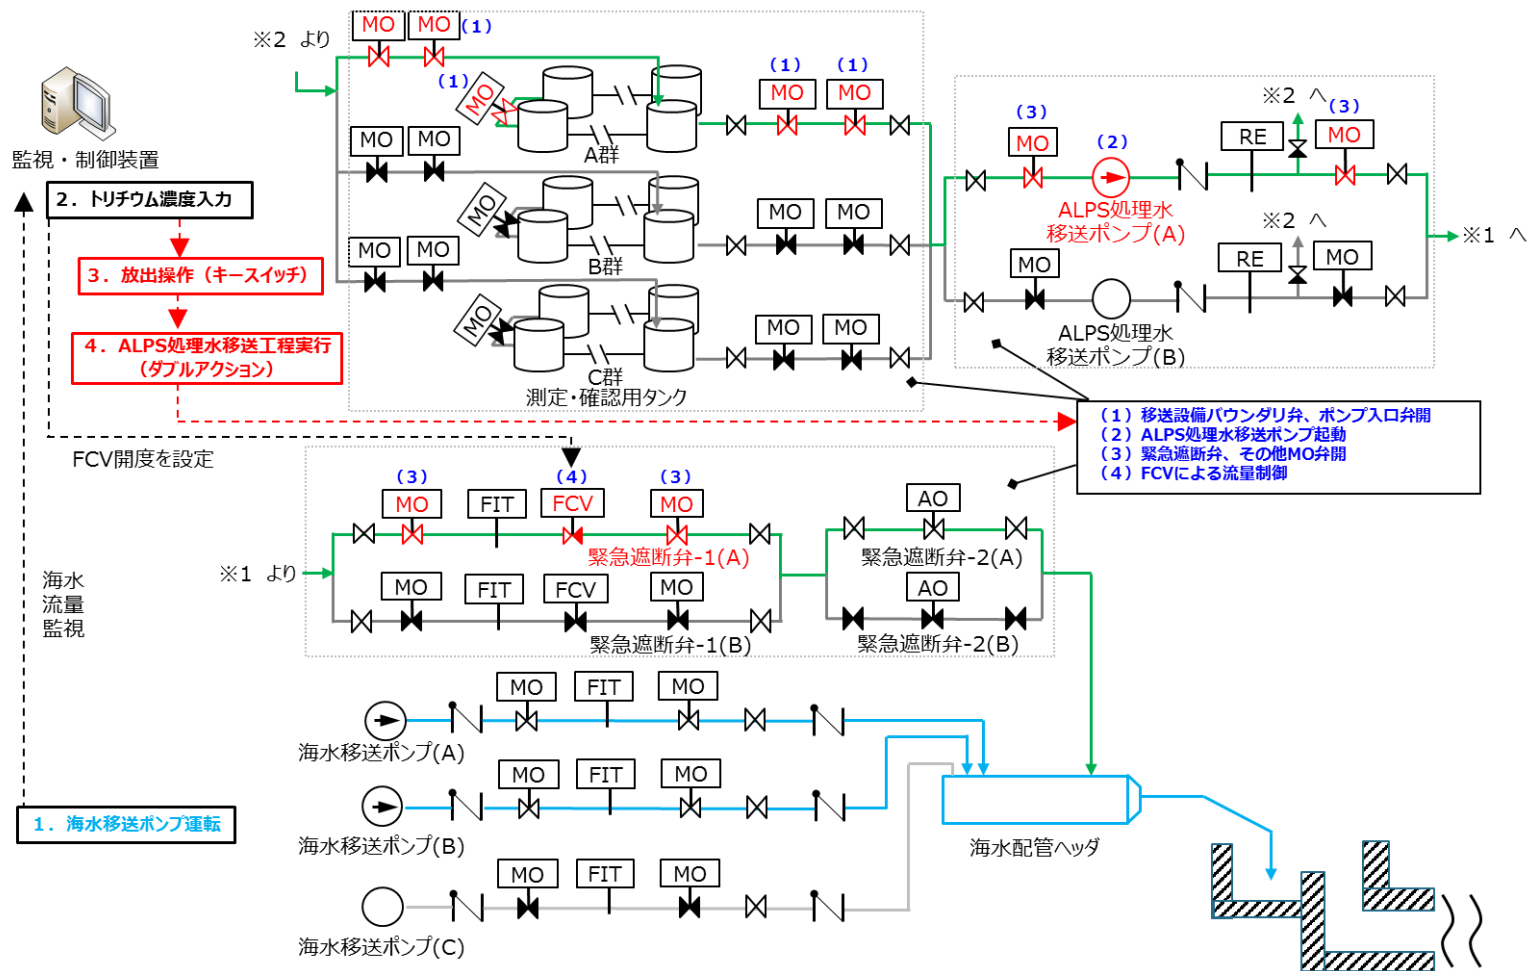 MO
MO
(1)
※2 より
(1)
MO
(1)
(1)
MO
MO
A群
監視・制御装置
MO
MO
2．トリチウム濃度入力
MO
MO
MO
B群
MO
MO
3．放出操作（キースイッチ）
4．ALPS処理水移送工程実行
（ダブルアクション）
MO
MO
MO
C群
測定・確認用タンク
※2 へ
(3)
(3)
MO
(2)
RE
MO
ALPS処理水
移送ポンプ(A)
※2 へ
※1 へ
MO
RE
MO
ALPS処理水
移送ポンプ(B)
（1）移送設備バウンダリ弁、ポンプ入口弁開
（2）ALPS処理水移送ポンプ起動
（3）緊急遮断弁、その他MO弁開
（4）FCVによる流量制御
FCV開度を設定
(3)
(4)
(3)
MO
FIT
FCV
MO
AO
緊急遮断弁-1(A)
緊急遮断弁-2(A)
※1 より
MO
FIT
FCV
MO
AO
緊急遮断弁-1(B)
緊急遮断弁-2(B)
海水
流量
監視
MO
FIT
MO
海水移送ポンプ(A)
MO
FIT
MO
1．海水移送ポンプ運転
海水移送ポンプ(B)
海水配管ヘッダ
MO
FIT
MO
海水移送ポンプ(C)